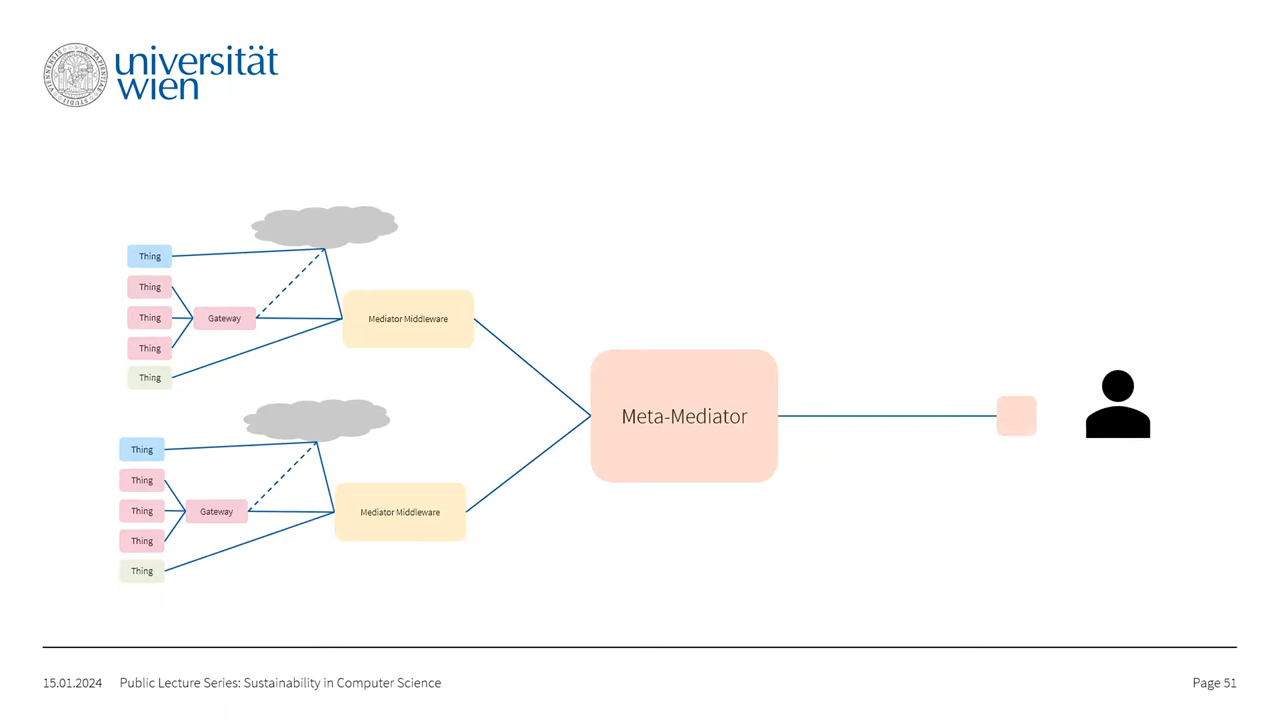 universität
wien
Thing
Thing
Thing
Gateway
Thing
Thing
Mediator Middleware
Thing
Thing
Thing
Gateway
Thing
Thing
Mediator Middleware
Meta-Mediator
15.01.2024 Public Lecture Series: Sustainability in Computer Science Page 51